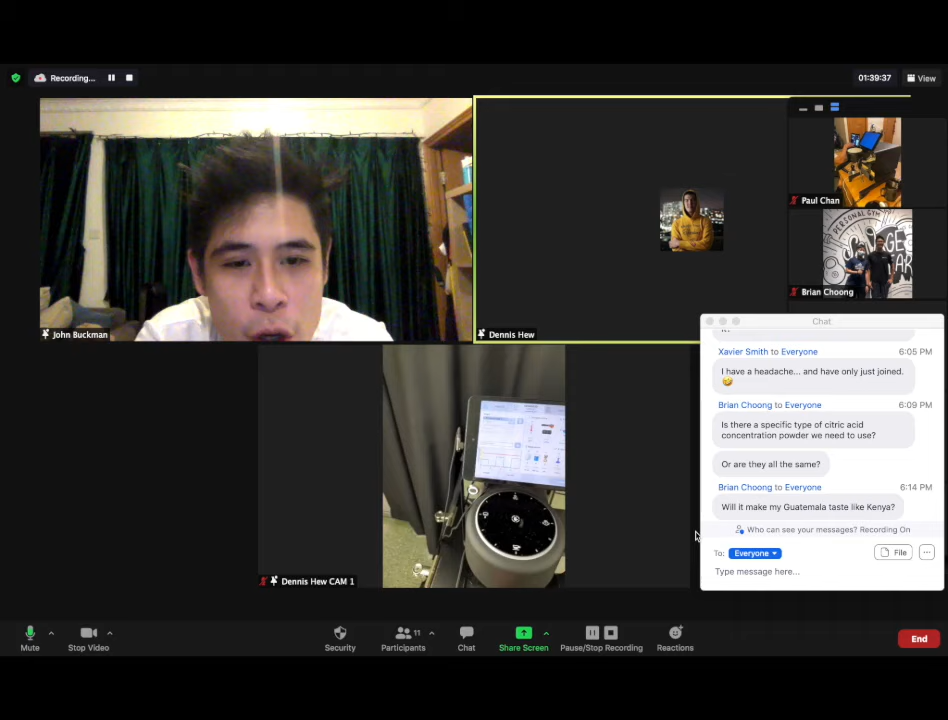 Recording...
01:39:37
View
PERSONAL GYM
Paul Chan
Brian Choong
John Buckman
Dennis Hew
Chat
Xavier Smith to Everyone
6:05 PM
I have a headache... and have only just joined.
🤣
Brian Choong to Everyone
6:09 PM
Is there a specific type of citric acid
concentration powder we need to use?
Or are they all the same?
Brian Choong to Everyone
6:14 PM
Will it make my Guatemala taste like Kenya?
Who can see your messages? Recording On
To: Everyone
File
Type message here...
Dennis Hew CAM 1
Mute
Stop Video
Security
11
Participants
Chat
Share Screen
Pause/Stop Recording
Reactions
End